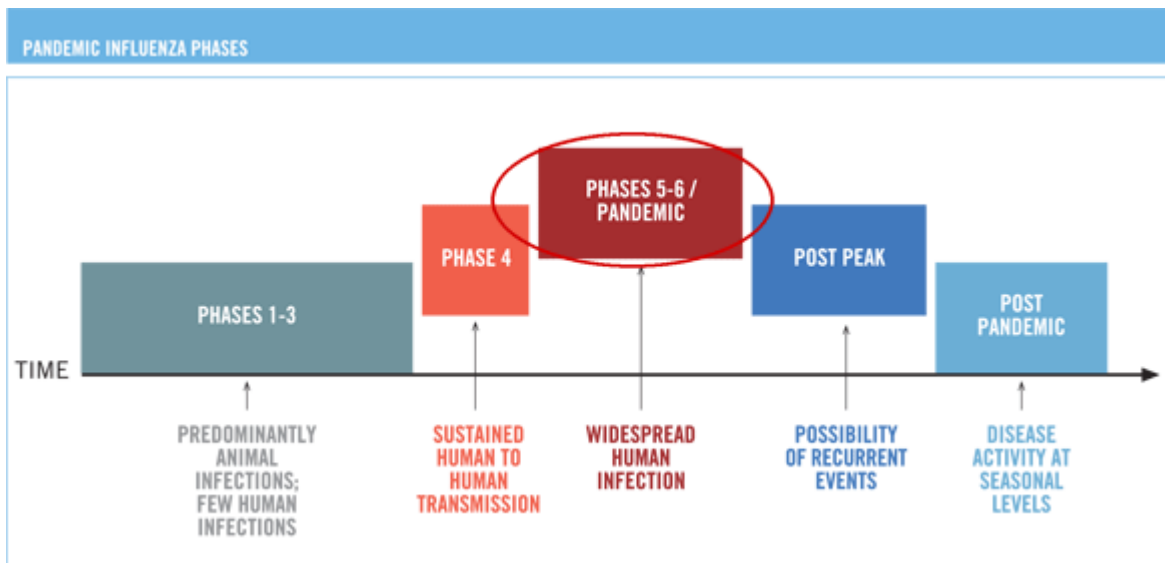 PANDEMIC INFLUENZA PHASES
PHASES 5-6 /
PANDEMIC
PHASE 4
POST PEAK
PHASES 1-3
POST
PANDEMIC
TIME
PREDOMINANTLY
ANIMAL
INFECTIONS;
FEW HUMAN
INFECTIONS
SUSTAINED
HUMAN TO
HUMAN
TRANSMISSION
WIDESPREAD
HUMAN
INFECTION
POSSIBILITY
OF RECURRENT
EVENTS
DISEASE
ACTIVITY AT
SEASONAL
LEVELS